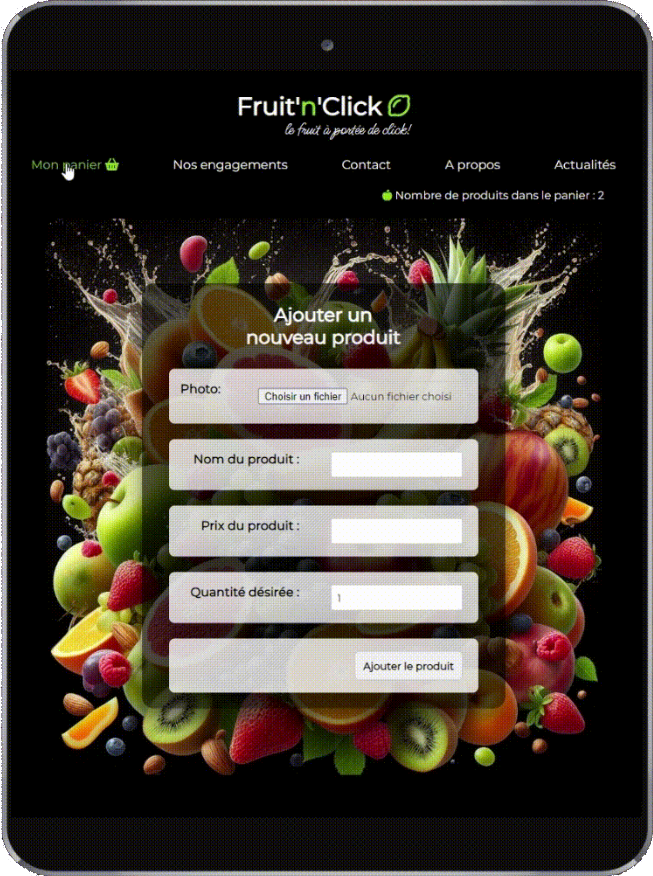 Fruit'n'Click
le fruit à portée de click!
Mon panier Nos engagements Contact A propos Actualités
Nombre de produits dans le panier : 2
Ajouter un
nouveau produit
Photo: Choisir un fichier Aucun fichier choisi
Nom du produit :
Prix du produit :
Quantité désirée : 1
Ajouter le produit